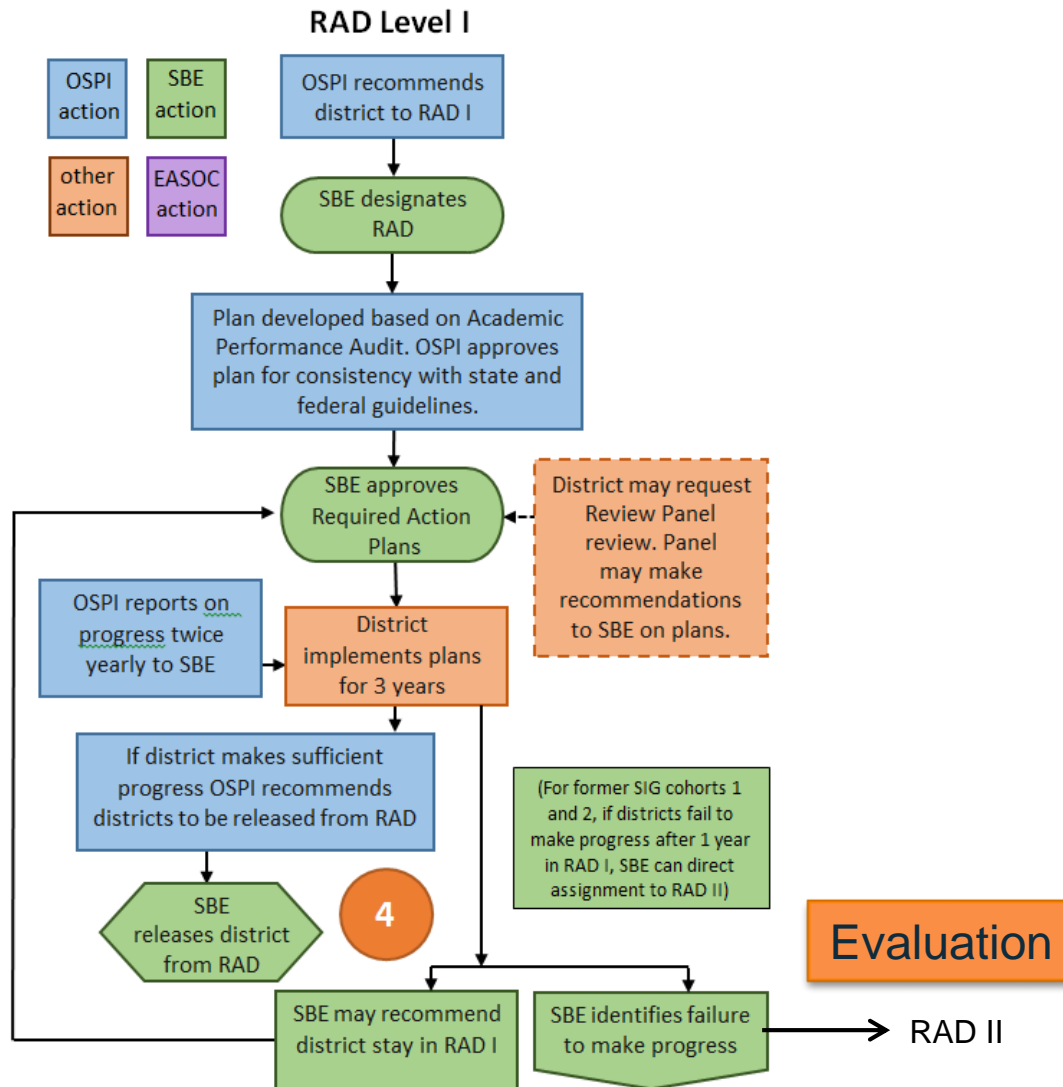 RAD Level I
OSPI
action
SBE
action
other
action
EASOC
action
OSPI recommends
district to RAD I
SBE designates
RAD
Plan developed based on Academic
Performance Audit. OSPI approves
plan for consistency with state and
federal guidelines.
SBE approves
Required Action
Plans
District may request
Review Panel
review. Panel
may make
recommendations
to SBE on plans.
OSPI reports on
progress twice
yearly to SBE
District
implements plans
for 3 years
If district makes sufficient
progress OSPI recommends
districts to be released from RAD
(For former SIG cohorts 1
and 2, if districts fail to
make progress after 1 year
in RAD I, SBE can direct
assignment to RAD II)
SBE
releases district
from RAD
4
Evaluation
SBE may recommend
district stay in RAD I
SBE identifies failure
to make progress
RAD II